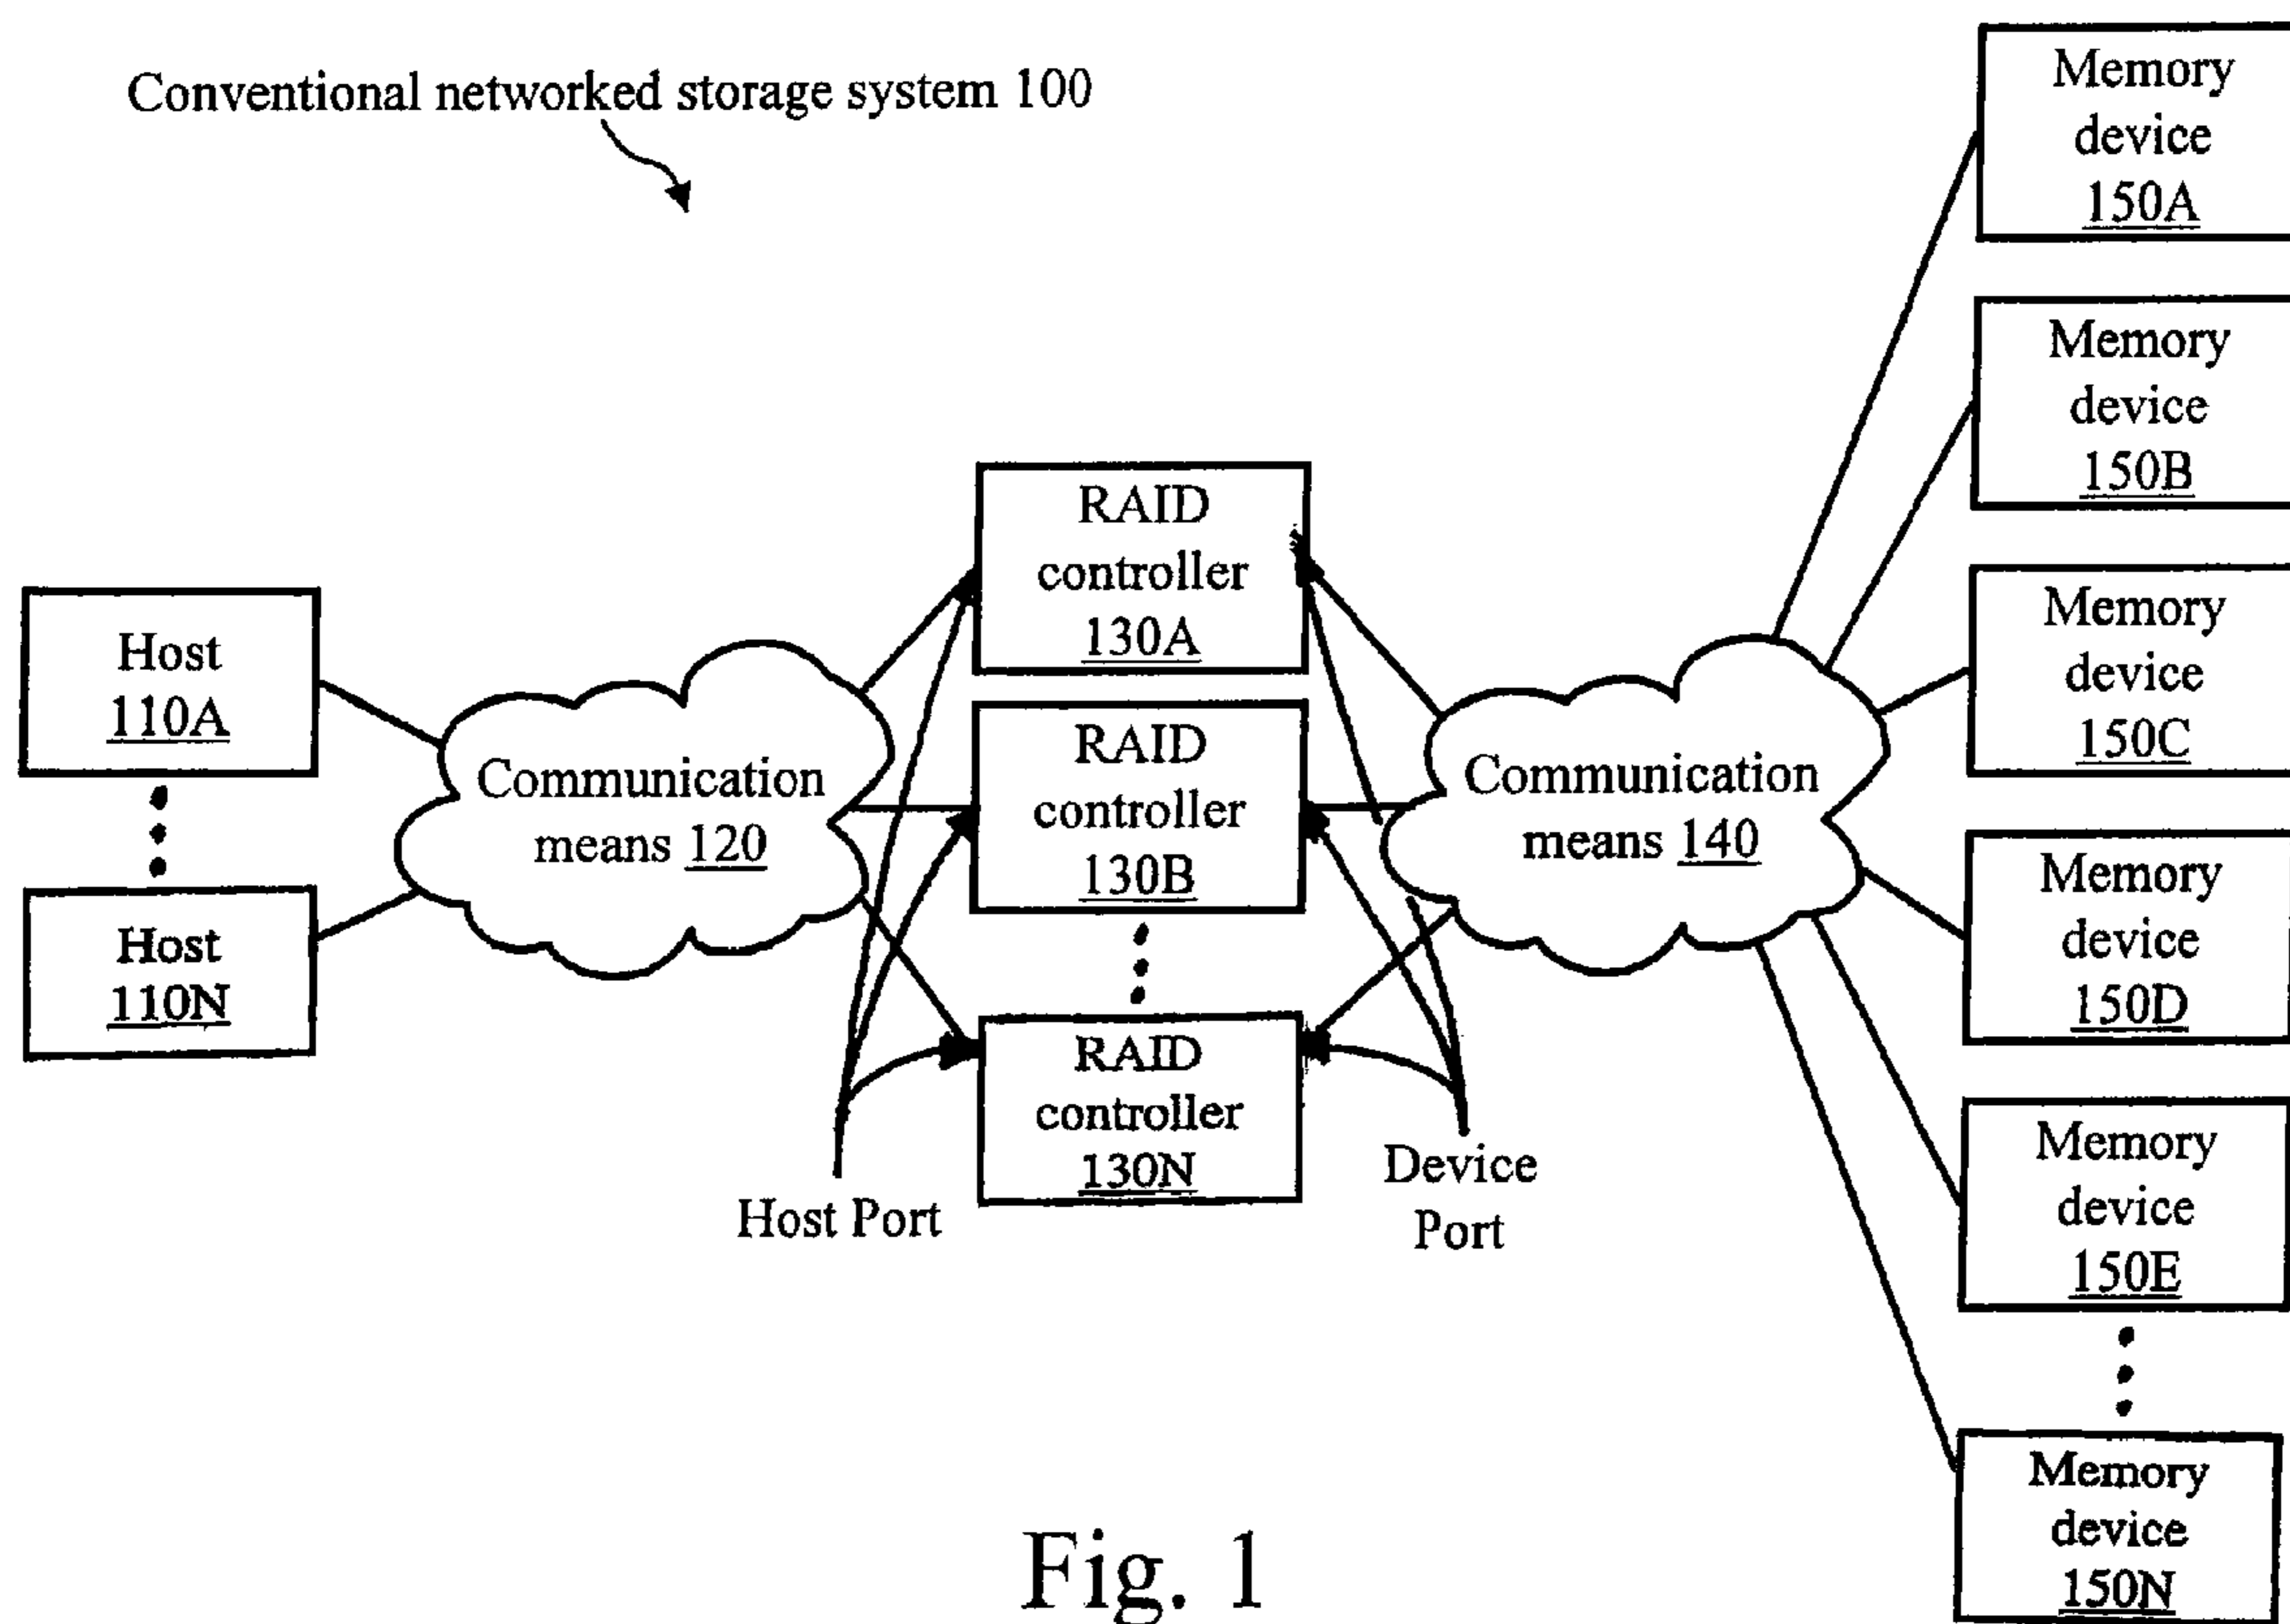 Conventional networked storage system 100
Host
110A
Host
110N
Communication
means 120
RAID
controller
130A
RAID
controller
130B
RAID
controller
130N
Host Port
Device
Port
Communication
means 140
Memory
device
150A
Memory
device
150B
Memory
device
150C
Memory
device
150D
Memory
device
150E
Memory
device
150N
Fig. 1